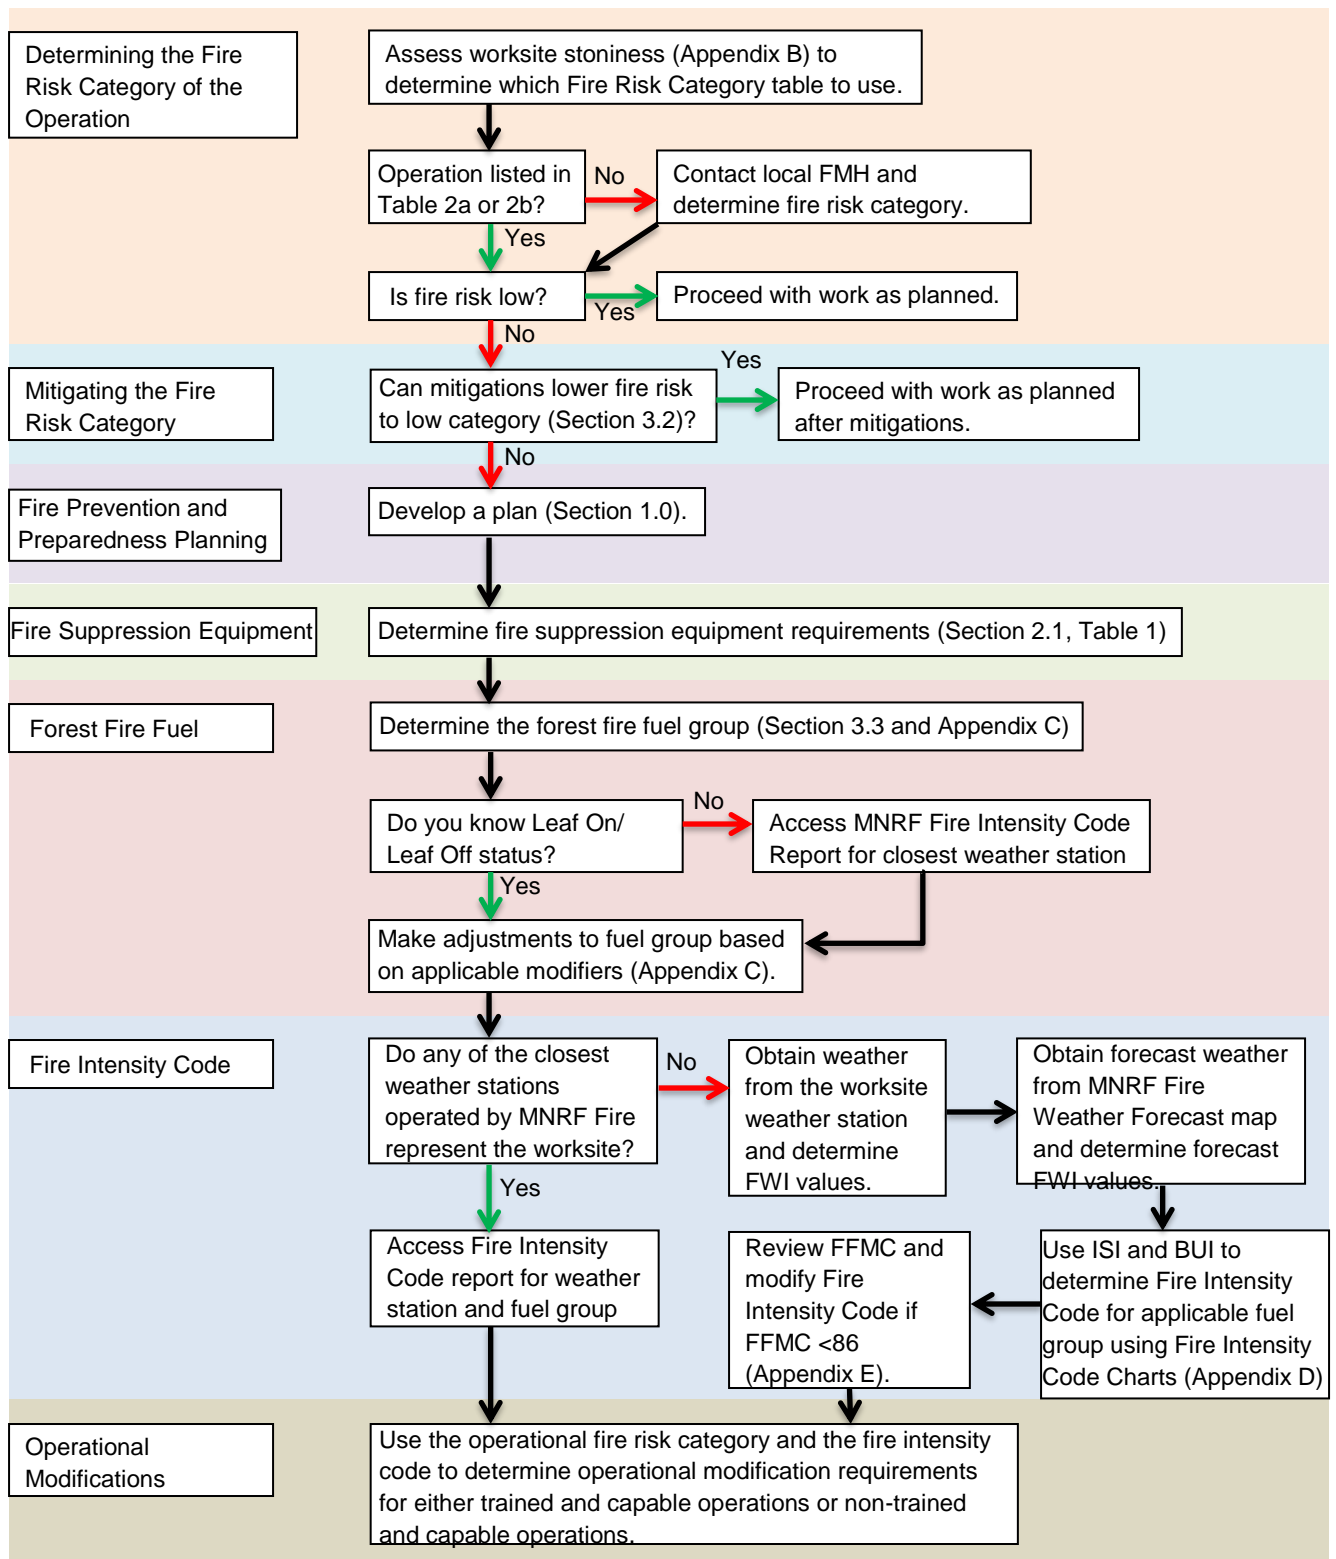 Determining the Fire
Risk Category of the
Operation
Assess worksite stoniness (Appendix B) to
determine which Fire Risk Category table to use.
Operation listed in
Table 2a or 2b?
No
Contact local FMH and
determine fire risk category.
Yes
Is fire risk low?
Yes
Proceed with work as planned.
No
Mitigating the Fire
Risk Category
Can mitigations lower fire risk
to low category (Section 3.2)?
Yes
Proceed with work as planned
after mitigations.
No
Fire Prevention and
Preparedness Planning
Develop a plan (Section 1.0).
Fire Suppression Equipment
Determine fire suppression equipment requirements (Section 2.1, Table 1)
Forest Fire Fuel
Determine the forest fire fuel group (Section 3.3 and Appendix C)
Do you know Leaf On/
Leaf Off status?
No
Access MNRF Fire Intensity Code
Report for closest weather station
Yes
Make adjustments to fuel group based
on applicable modifiers (Appendix C).
Fire Intensity Code
Do any of the closest
weather stations
operated by MNRF Fire
represent the worksite?
No
Obtain weather
from the worksite
weather station
and determine
FWI values.
Obtain forecast weather
from MNRF Fire
Weather Forecast map
and determine forecast
FWI values.
Yes
Access Fire Intensity
Code report for weather
station and fuel group
Review FFMC and
modify Fire
Intensity Code if
FFMC <86
(Appendix E).
Use ISI and BUI to
determine Fire Intensity
Code for applicable fuel
group using Fire Intensity
Code Charts (Appendix D)
Operational
Modifications
Use the operational fire risk category and the fire intensity
code to determine operational modification requirements
for either trained and capable operations or non-trained
and capable operations.